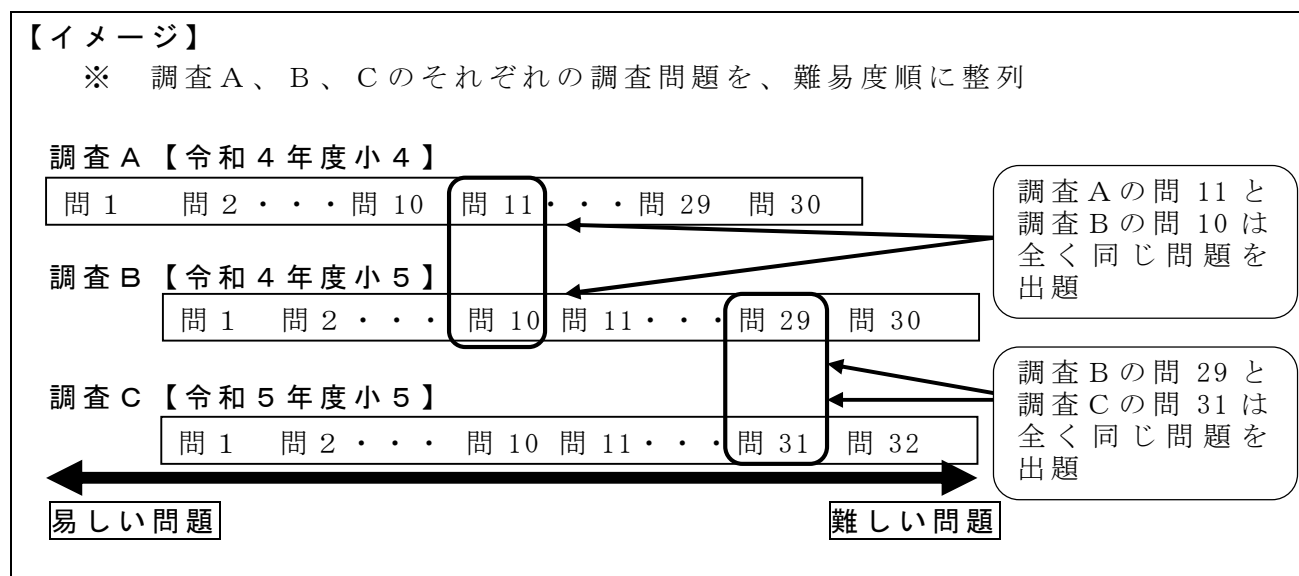 【イメージ】
※ 調査A、B、Cのそれぞれの調査問題を、難易度順に整列
調査A【令和4年度小4】
問1 問2・・・問10 問11・・・問29 問30
調査Aの問11と
調査Bの問10は
全く同じ問題を
出題
調査B【令和4年度小5】
問1 問2・・・ 問10 問11・・・問29 問30
調査Bの問29と
調査Cの問31は
全く同じ問題を
出題
調査C【令和5年度小5】
問1 問2・・・ 問10 問11・・・問31 問32
易しい問題 難しい問題